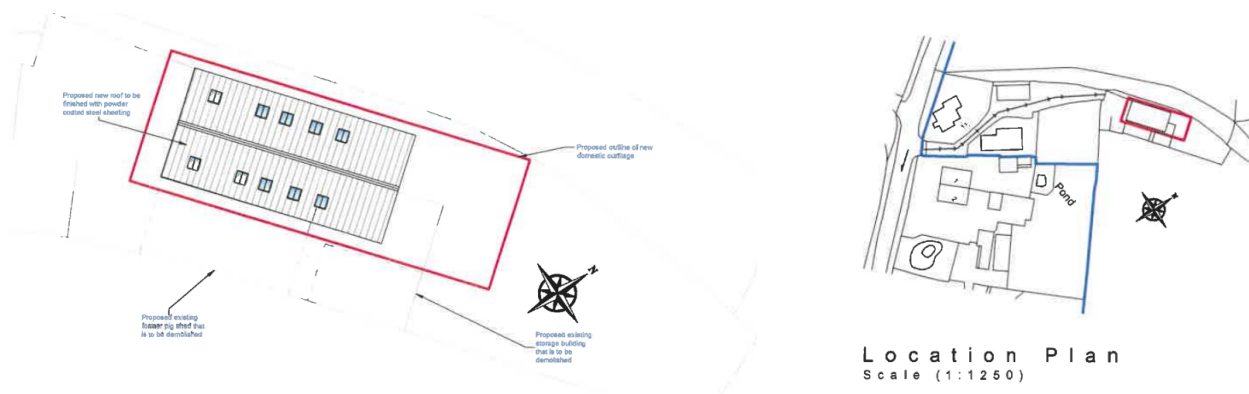 Proposed new roof to be
finished with powder
coated steel sheeting
Proposed outline of new
domestic curtilage
N
Proposed existing
former pig shed that
is to be demolished
Proposed existing
storage building
that is to be
demolished
1
2
Pond
N
Location Plan
Scale (1:1250)